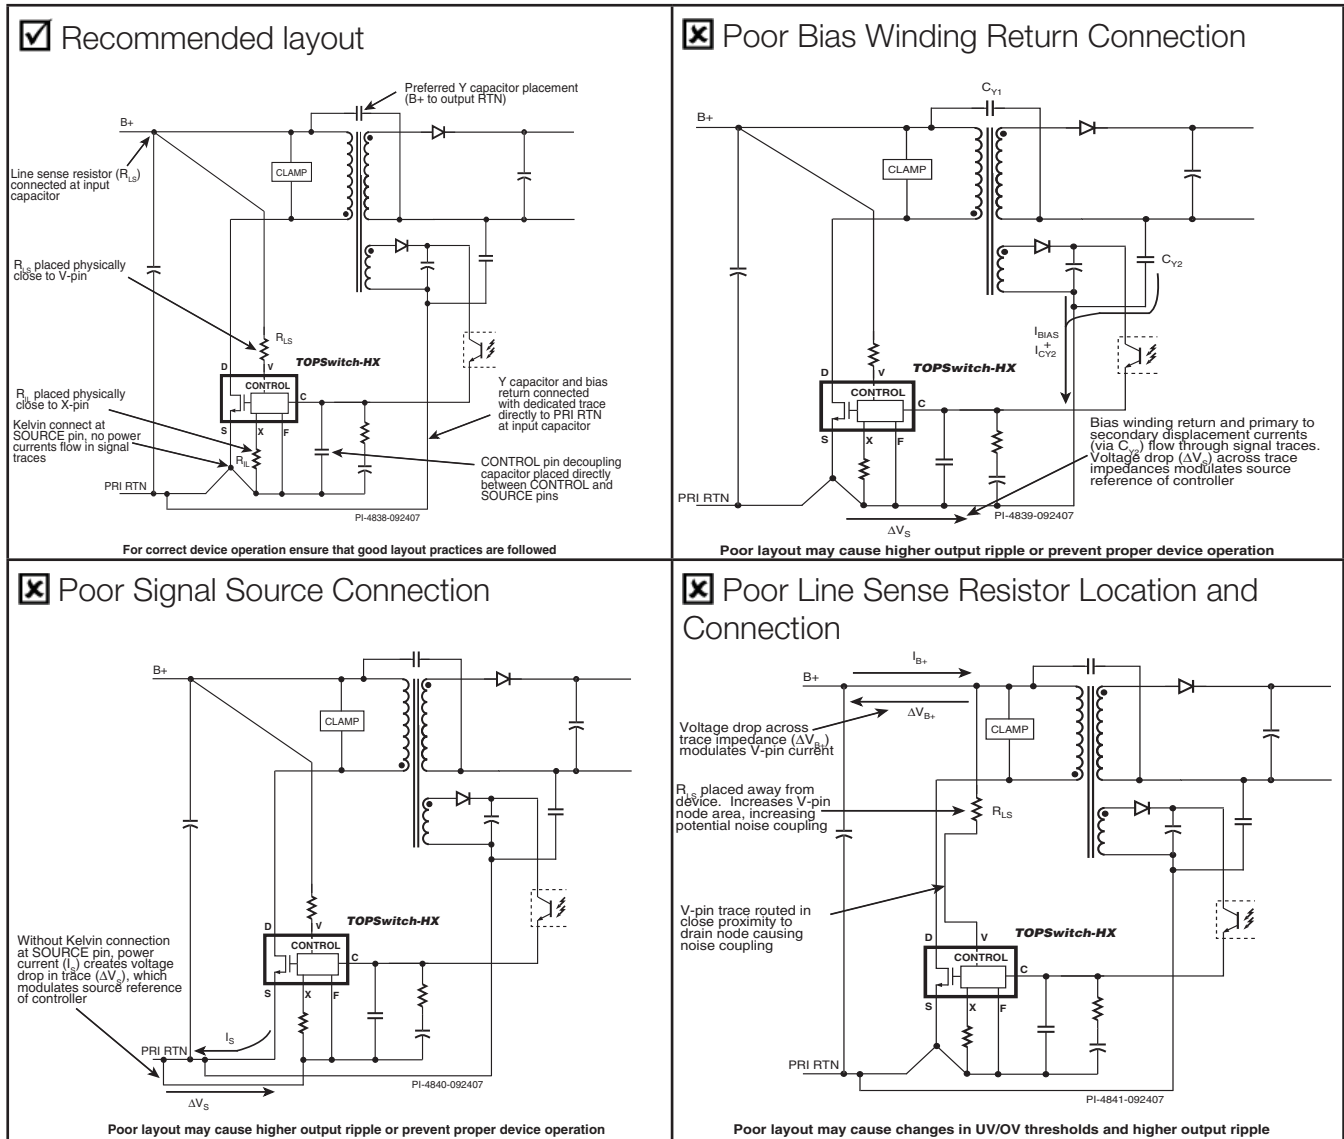 Recommended layout
Preferred Y capacitor placement
(B+ to output RTN)
B+
Line sense resistor (RLS)
connected at input
capacitor
CLAMP
RLS placed physically
close to V-pin
RLS
TOPSwitch-HX
D
V
CONTROL
C
S
X
F
RIL placed physically
close to X-pin
Kelvin connect at
SOURCE pin, no power
currents flow in signal
traces
RIL
Y capacitor and bias
return connected
with dedicated trace
directly to PRI RTN
at input capacitor
CONTROL pin decoupling
capacitor placed directly
between CONTROL and
SOURCE pins
PRI RTN
PI-4838-092407
For correct device operation ensure that good layout practices are followed
Poor Bias Winding Return Connection
CY1
B+
CLAMP
CY2
IBIAS
+
ICY2
TOPSwitch-HX
D
V
CONTROL
C
S
X
F
Bias winding return and primary to
secondary displacement currents
(via CY2) flow through signal traces.
Voltage drop (ΔVS) across trace
impedances modulates source
reference of controller
PRI RTN
PI-4839-092407
ΔVS
Poor layout may cause higher output ripple or prevent proper device operation
Poor Signal Source Connection
B+
CLAMP
TOPSwitch-HX
D
V
CONTROL
C
S
X
F
Without Kelvin connection
at SOURCE pin, power
current (IS) creates voltage
drop in trace (ΔVS), which
modulates source reference
of controller
IS
PRI RTN
PI-4840-092407
ΔVS
Poor layout may cause higher output ripple or prevent proper device operation
Poor Line Sense Resistor Location and
Connection
IB+
B+
ΔVB+
Voltage drop across
trace impedance (ΔVB+)
modulates V-pin current
CLAMP
RLS placed away from
device. Increases V-pin
node area, increasing
potential noise coupling
RLS
V-pin trace routed in
close proximity to
drain node causing
noise coupling
TOPSwitch-HX
D
V
CONTROL
C
S
X
F
PRI RTN
PI-4841-092407
Poor layout may cause changes in UV/OV thresholds and higher output ripple